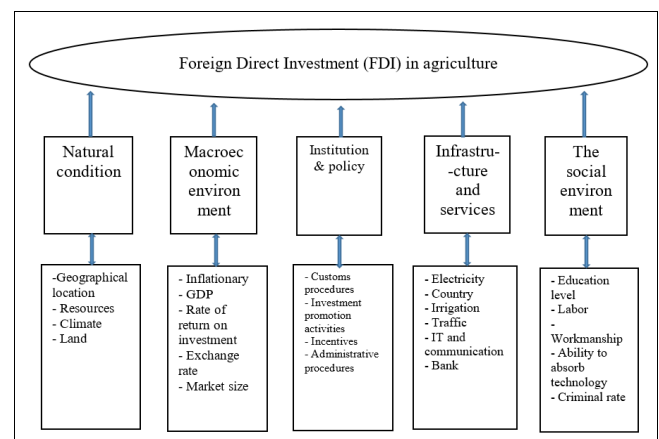 Foreign Direct Investment (FDI) in agriculture
Natural
condition
Macroec
onomic
environ
ment
Institution
& policy
Infrastru-
-cture
and
services
The
social
environ
ment
-Geographical
location
- Resources
- Climate
- Land
- Inflationary
- GDP
- Rate of
return on
investment
- Exchange
rate
- Market size
- Customs
procedures
- Investment
promotion
activities
- Incentives
- Administrative
procedures
- Electricity
- Country
- Irrigation
- Traffic
- IT and
communication
- Bank
- Education
level
- Labor
-
Workmanship
- Ability to
absorb
technology
- Criminal rate